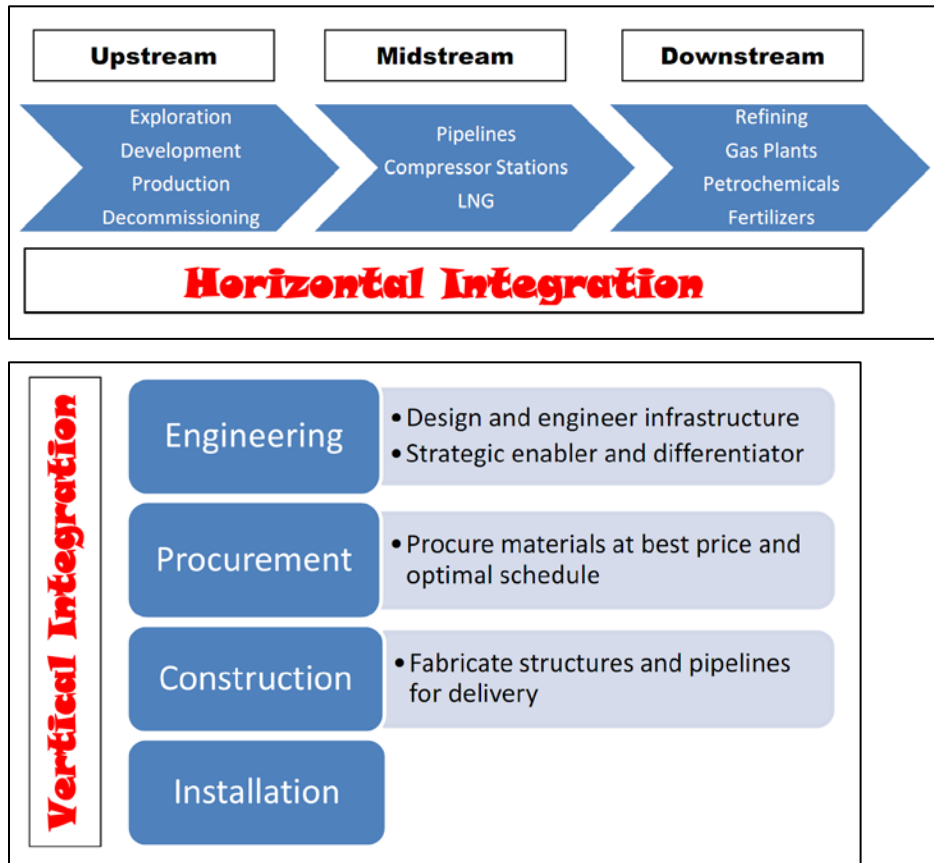 Upstream
Midstream
Downstream
Exploration
Development
Production
Decommissioning
Pipelines
Compressor Stations
LNG
Refining
Gas Plants
Petrochemicals
Fertilizers
Horizontal Integration
Vertical Integration
Engineering
• Design and engineer infrastructure
• Strategic enabler and differentiator
Procurement
• Procure materials at best price and
optimal schedule
Construction
• Fabricate structures and pipelines
for delivery
Installation